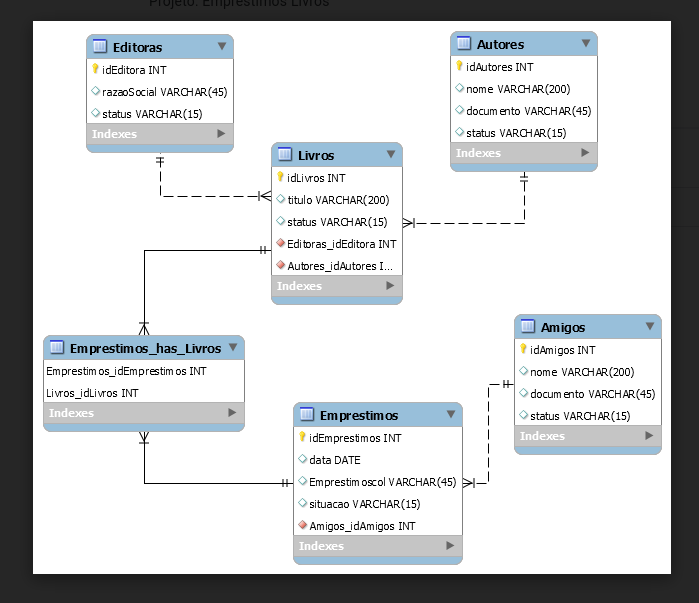 Projeto: Emprestimos Livros
Editoras
idEditora INT
razaoSocial VARCHAR(45)
status VARCHAR(15)
Indexes
Autores
idAutores INT
nome VARCHAR(200)
documento VARCHAR(45)
status VARCHAR(15)
Indexes
Livros
idLivros INT
titulo VARCHAR(200)
status VARCHAR(15)
Editoras_idEditora INT
Autores_idAutores I...
Indexes
Emprestimos_has_Livros
Emprestimos_idEmprestimos INT
Livros_idLivros INT
Indexes
Amigos
idAmigos INT
nome VARCHAR(200)
documento VARCHAR(45)
status VARCHAR(15)
Indexes
Emprestimos
idEmprestimos INT
data DATE
Emprestimoscol VARCHAR(45)
situacao VARCHAR(15)
Amigos_idAmigos INT
Indexes